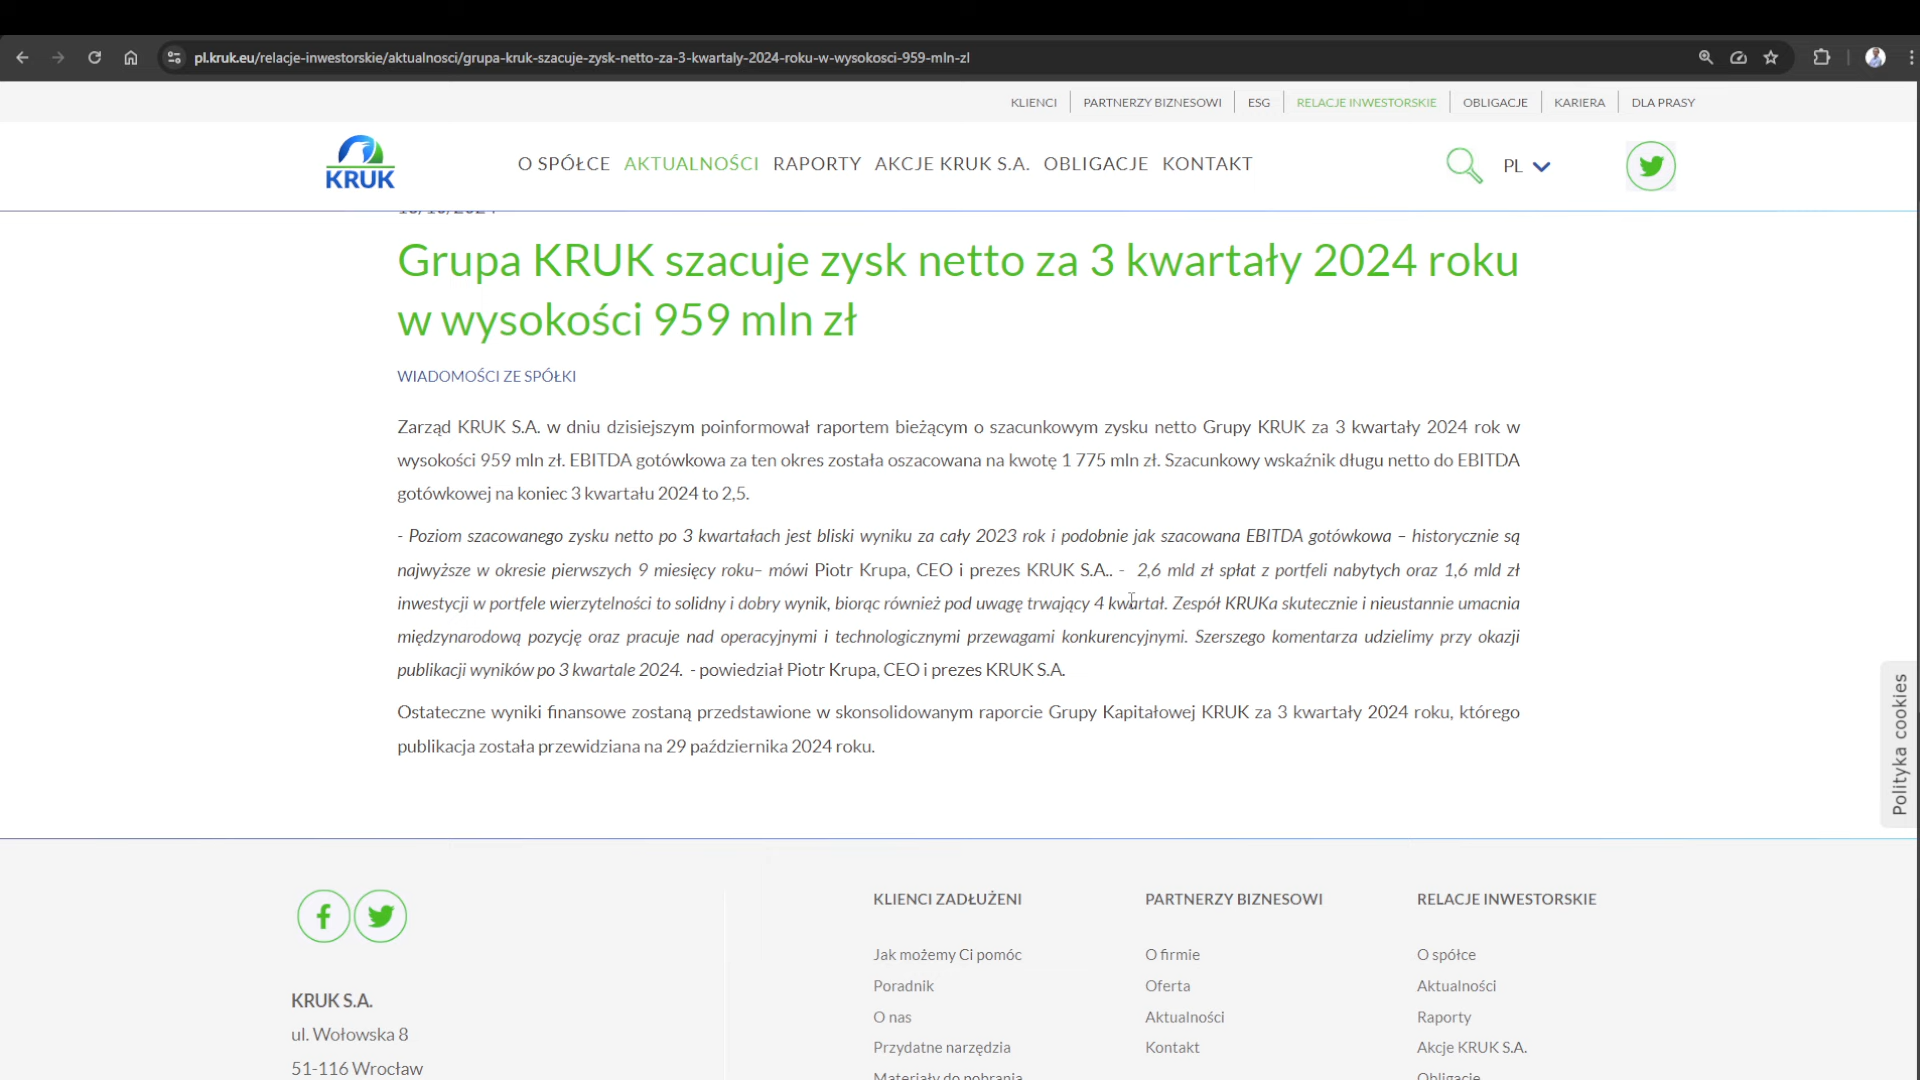 pl.kruk.eu/relacje-inwestorskie/aktualnosci/grupa-kruk-szacuje-zysk-netto-za-3-kwartaly-2024-roku-w-wysokosci-959-mln-zl
KLIENCI PARTNERZY BIZNESOWI ESG RELACJE INWESTORSKIE OBLIGACJE KARIERA DLA PRASY
KRUK
O SPÓŁCE AKTUALNOŚCI RAPORTY AKCJE KRUK S.A. OBLIGACJE KONTAKT
PL
Grupa KRUK szacuje zysk netto za 3 kwartały 2024 roku
w wysokości 959 mln zł
WIADOMOŚCI ZE SPÓŁKI
Zarząd KRUK S.A. w dniu dzisiejszym poinformował raportem bieżącym o szacunkowym zysku netto Grupy KRUK za 3 kwartały 2024 rok w
wysokości 959 mln zł. EBITDA gotówkowa za ten okres została oszacowana na kwotę 1 775 mln zł. Szacunkowy wskaźnik długu netto do EBITDA
gotówkowej na koniec 3 kwartału 2024 to 2,5.
- Poziom szacowanego zysku netto po 3 kwartałach jest bliski wyniku za cały 2023 rok i podobnie jak szacowana EBITDA gotówkowa – historycznie są
najwyższe w okresie pierwszych 9 miesięcy roku– mówi Piotr Krupa, CEO i prezes KRUK S.A.. - 2,6 mld zł spłat z portfeli nabytych oraz 1,6 mld zł
inwestycji w portfele wierzytelności to solidny i dobry wynik, biorąc również pod uwagę trwający 4 kwartał. Zespół KRUKa skutecznie i nieustannie umacnia
międzynarodową pozycję oraz pracuje nad operacyjnymi i technologicznymi przewagami konkurencyjnymi. Szerszego komentarza udzielimy przy okazji
publikacji wyników po 3 kwartale 2024. - powiedział Piotr Krupa, CEO i prezes KRUK S.A.
Ostateczne wyniki finansowe zostaną przedstawione w skonsolidowanym raporcie Grupy Kapitałowej KRUK za 3 kwartały 2024 roku, którego
publikacja została przewidziana na 29 października 2024 roku.
Polityka cookies
KLIENCI ZADŁUŻENI PARTNERZY BIZNESOWI RELACJE INWESTORSKIE
Jak możemy Ci pomóc O firmie O spółce
Poradnik Oferta Aktualności
KRUK S.A.
O nas Aktualności Raporty
ul. Wołowska 8
Przydatne narzędzia Kontakt Akcje KRUK S.A.
51-116 Wrocław
Materiały do pobrania Obligacje